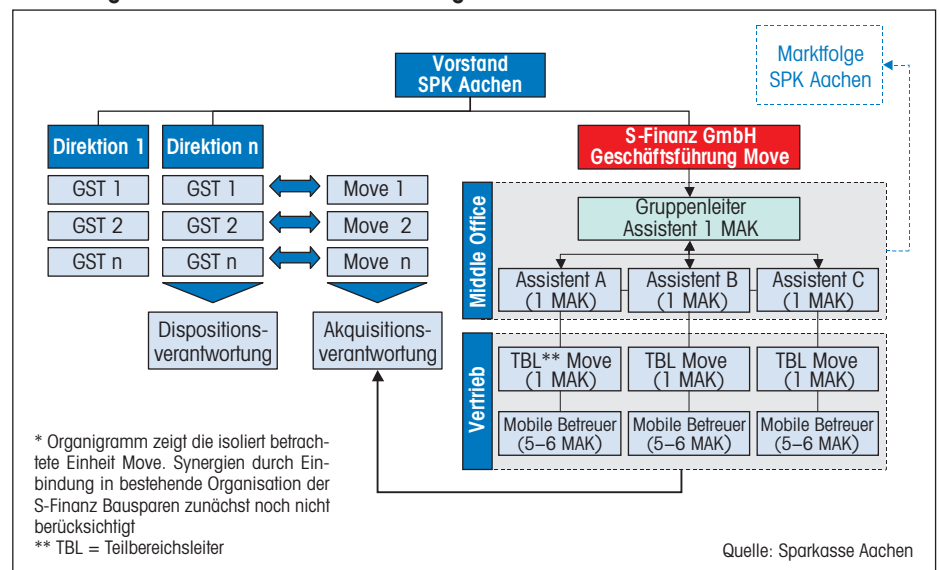 Vorstand
SPK Aachen
Marktfolge
SPK Aachen
Direktion 1
Direktion n
S-Finanz GmbH
Geschäftsführung Move
GST 1
GST 1
Move 1
GST 2
GST 2
Move 2
GST n
GST n
Move n
Dispositions-
verantwortung
Akquisitions-
verantwortung
Middle Office
Gruppenleiter
Assistent 1 MAK
Assistent A
(1 MAK)
Assistent B
(1 MAK)
Assistent C
(1 MAK)
Vertrieb
TBL** Move
(1 MAK)
TBL Move
(1 MAK)
TBL Move
(1 MAK)
Mobile Betreuer
(5–6 MAK)
Mobile Betreuer
(5–6 MAK)
Mobile Betreuer
(5–6 MAK)
* Organigramm zeigt die isoliert betrach-
tete Einheit Move. Synergien durch Ein-
bindung in bestehende Organisation der
S-Finanz Bausparen zunächst noch nicht
berücksichtigt
** TBL = Teilbereichsleiter
Quelle: Sparkasse Aachen